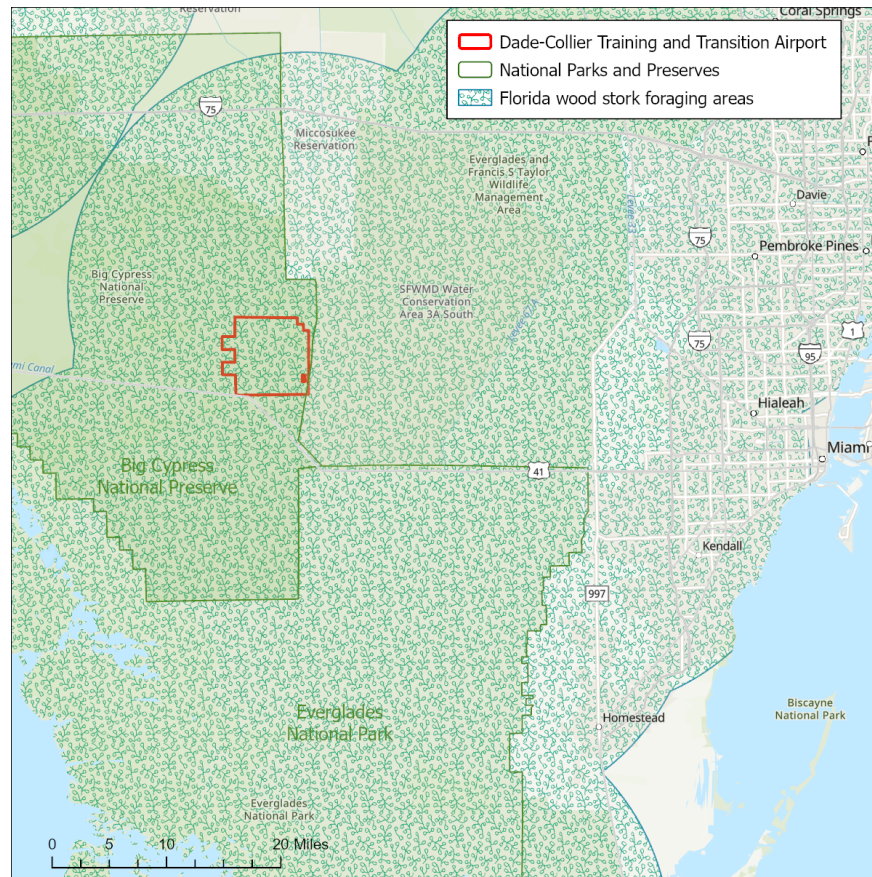 Reservation
Coral Springs
Dade-Collier Training and Transition Airport
National Parks and Preserves
Florida wood stork foraging areas
75
Miccosukee
Reservation
Everglades and
Francis S Taylor
Wildlife
Management
Area
Davie
75
Pembroke Pines
Big Cypress
National
Preserve
SFWMD Water
Conservation
Area 3A South
1
75
95
mi Canal
Hialeah
Miami
Big Cypress
National Preserve
41
Kendall
997
Everglades
National Park
Homestead
Biscayne
National Park
Everglades
National Park
0 5 10 20 Miles